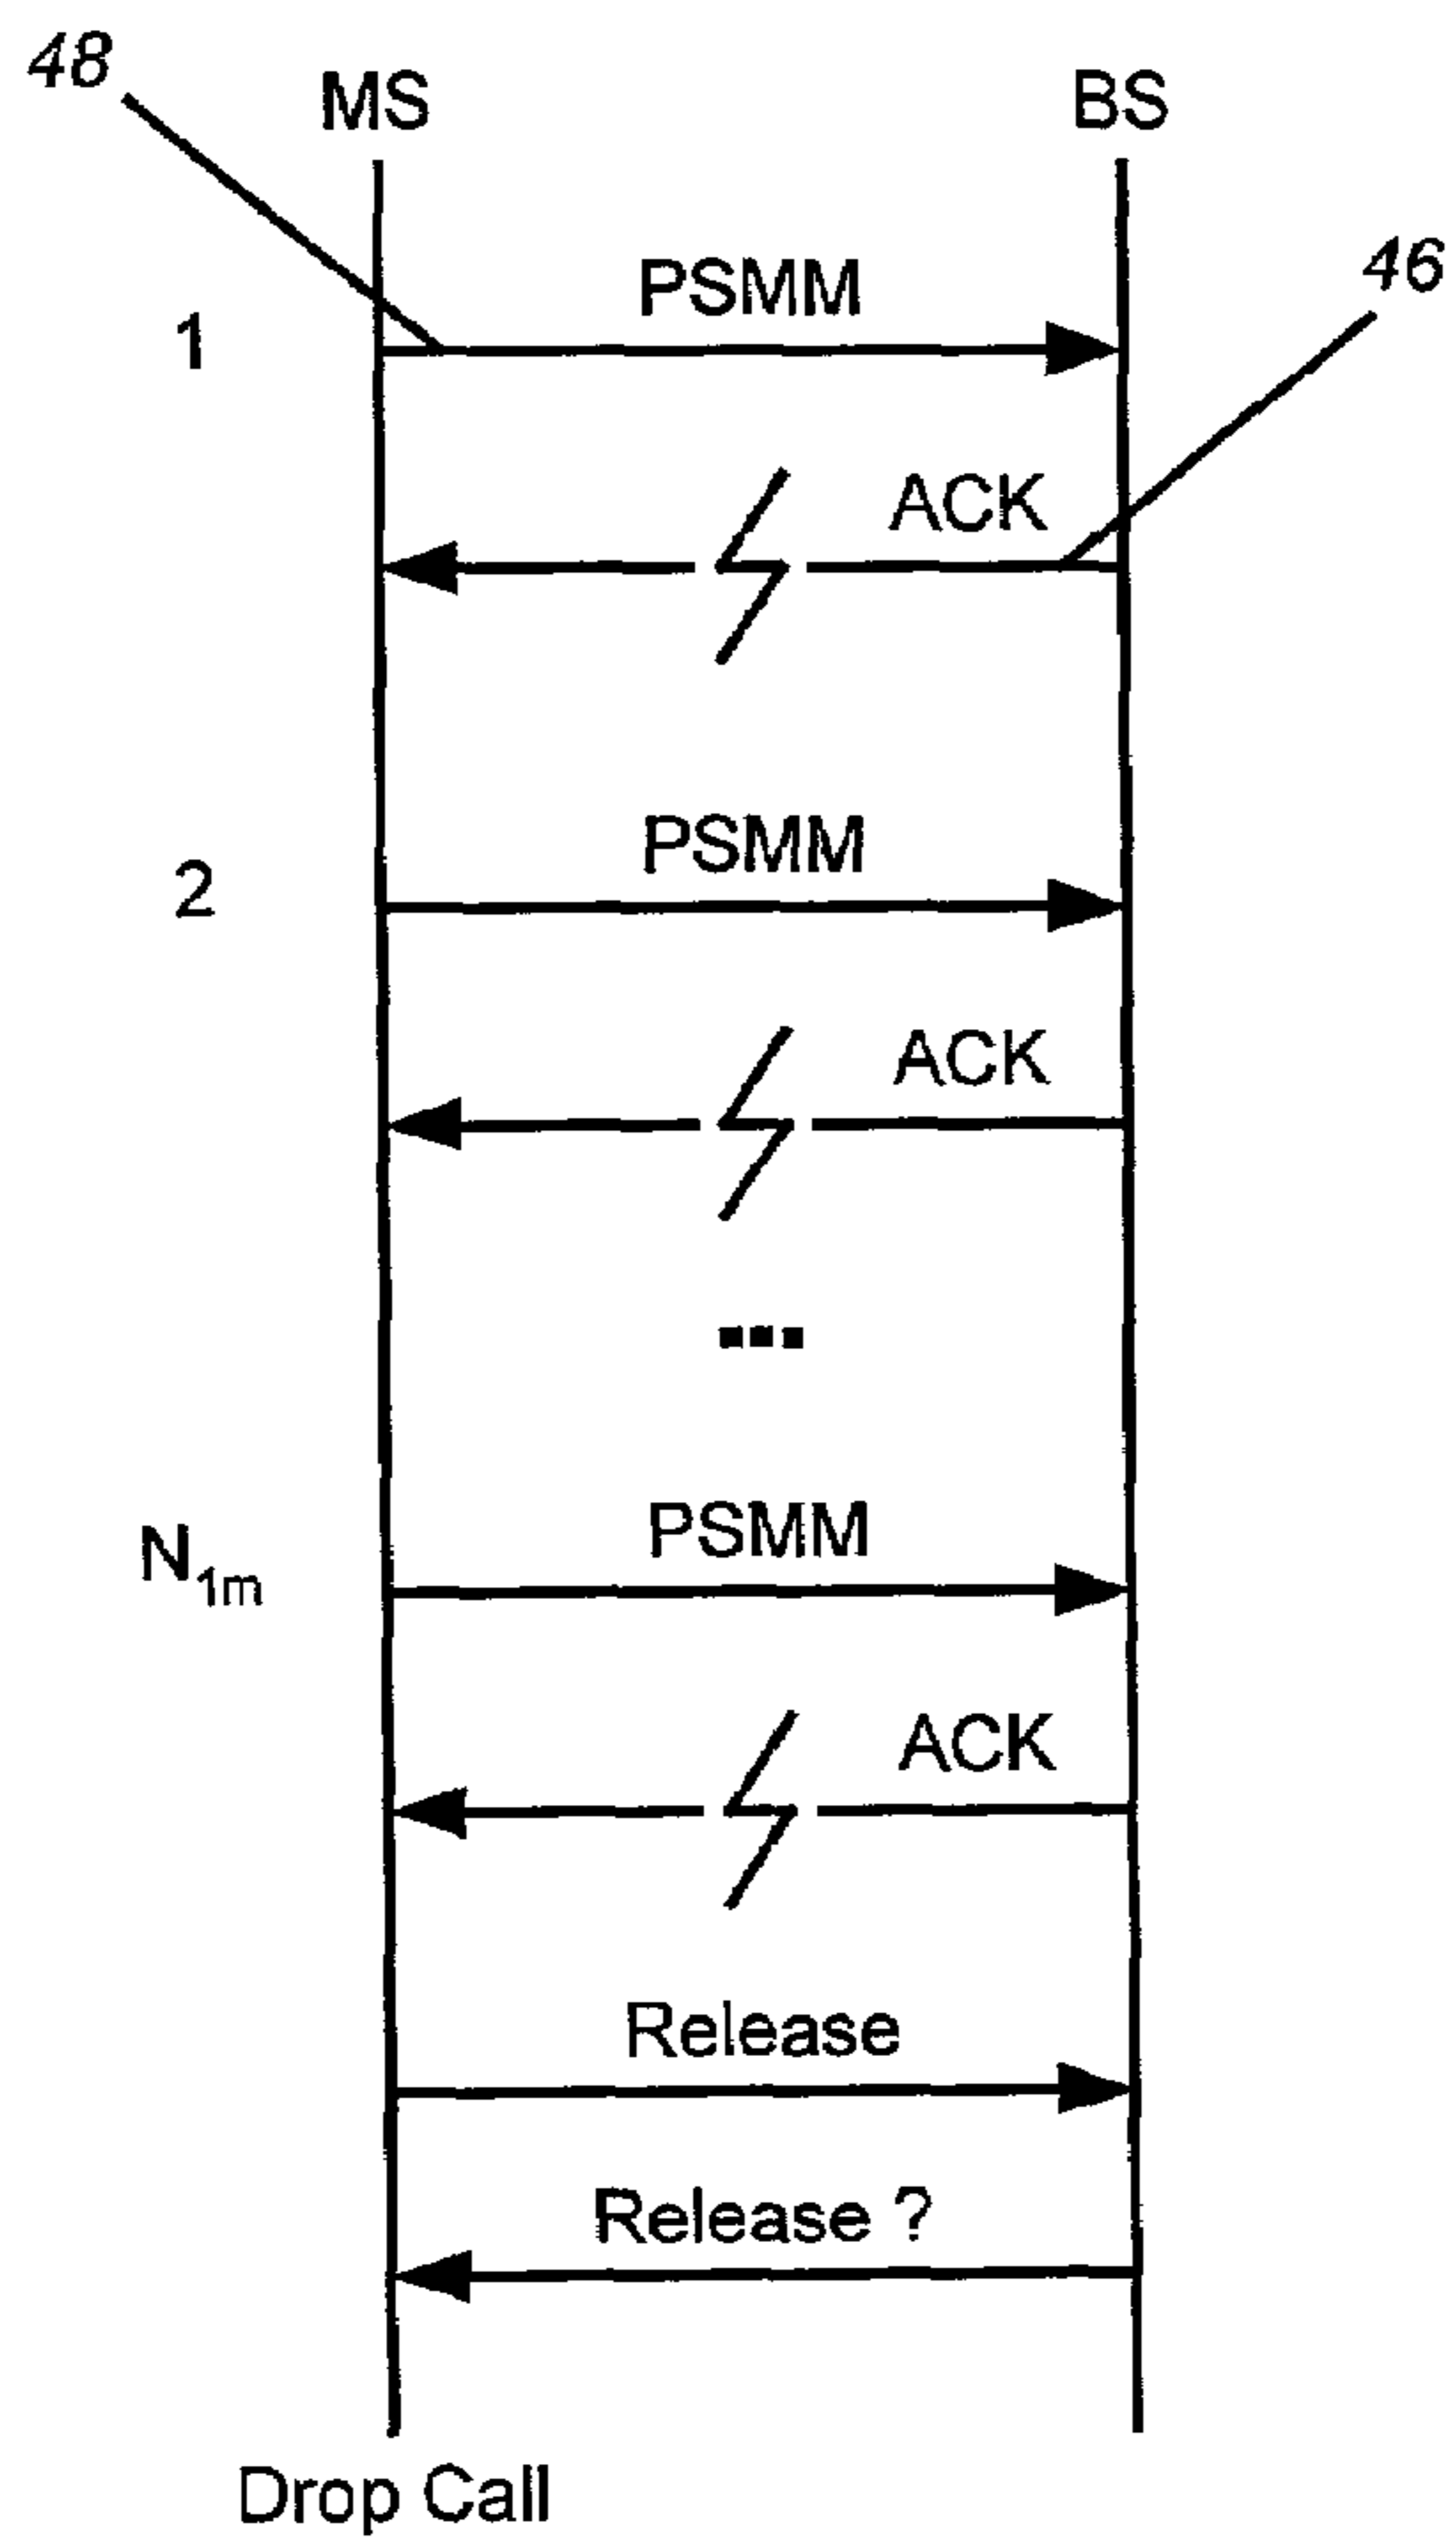 48
MS
BS
46
1
PSMM
ACK
2
PSMM
ACK
...
N1m
PSMM
ACK
Release
Release ?
Drop Call